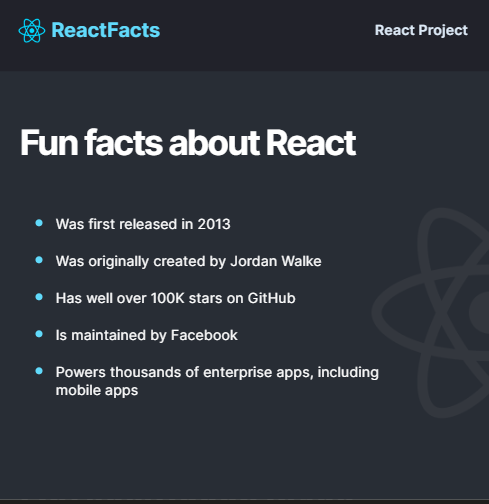 ReactFacts
React Project
Fun facts about React
Was first released in 2013
Was originally created by Jordan Walke
Has well over 100K stars on GitHub
Is maintained by Facebook
Powers thousands of enterprise apps, including
mobile apps